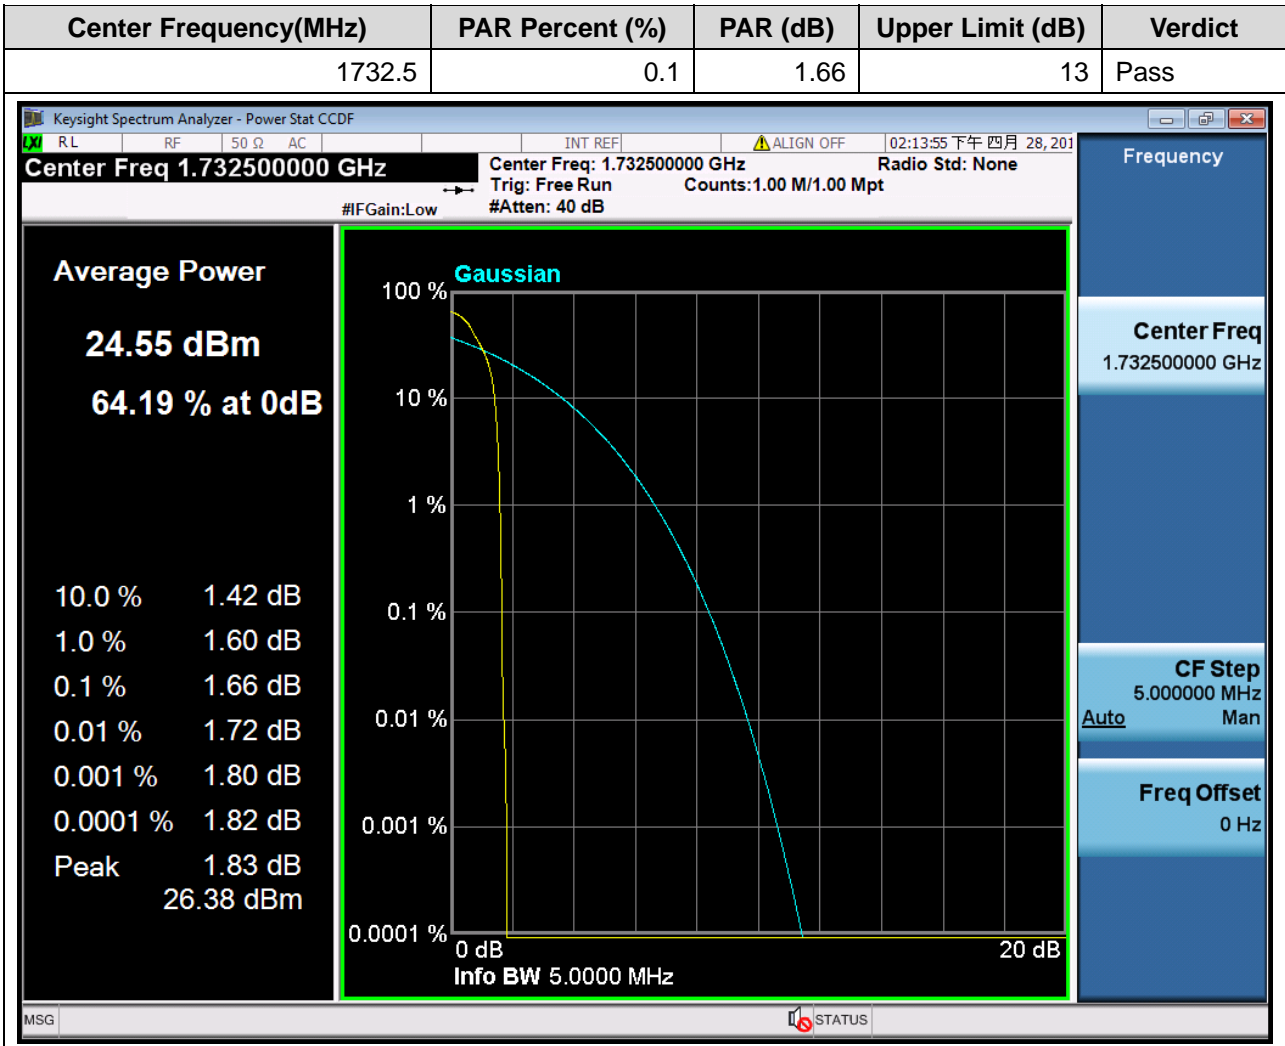 Center Frequency(MHz) PAR Percent (%) PAR (dB) Upper Limit (dB) Verdict
1732.5 0.1 1.66 13 Pass
Keysight Spectrum Analyzer - Power Stat CCDF
LXI RL RF 50 Ω AC INT REF ALIGN OFF 02:13:55 下午 四月 28, 201
Center Freq 1.732500000 GHz
#IFGain:Low
Center Freq: 1.732500000 GHz
Trig: Free Run Counts:1.00 M/1.00 Mpt
#Atten: 40 dB
Radio Std: None
Average Power
24.55 dBm
64.19 % at 0dB
10.0 % 1.42 dB
1.0 % 1.60 dB
0.1 % 1.66 dB
0.01 % 1.72 dB
0.001 % 1.80 dB
0.0001 % 1.82 dB
Peak 1.83 dB
26.38 dBm
Gaussian
100 %
10 %
1 %
0.1 %
0.01 %
0.001 %
0.0001 %
0 dB 20 dB
Info BW 5.0000 MHz
Frequency
Center Freq
1.732500000 GHz
CF Step
5.000000 MHz
Auto Man
Freq Offset
0 Hz
MSG STATUS